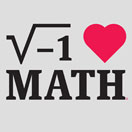 √-1 ♥
MATH